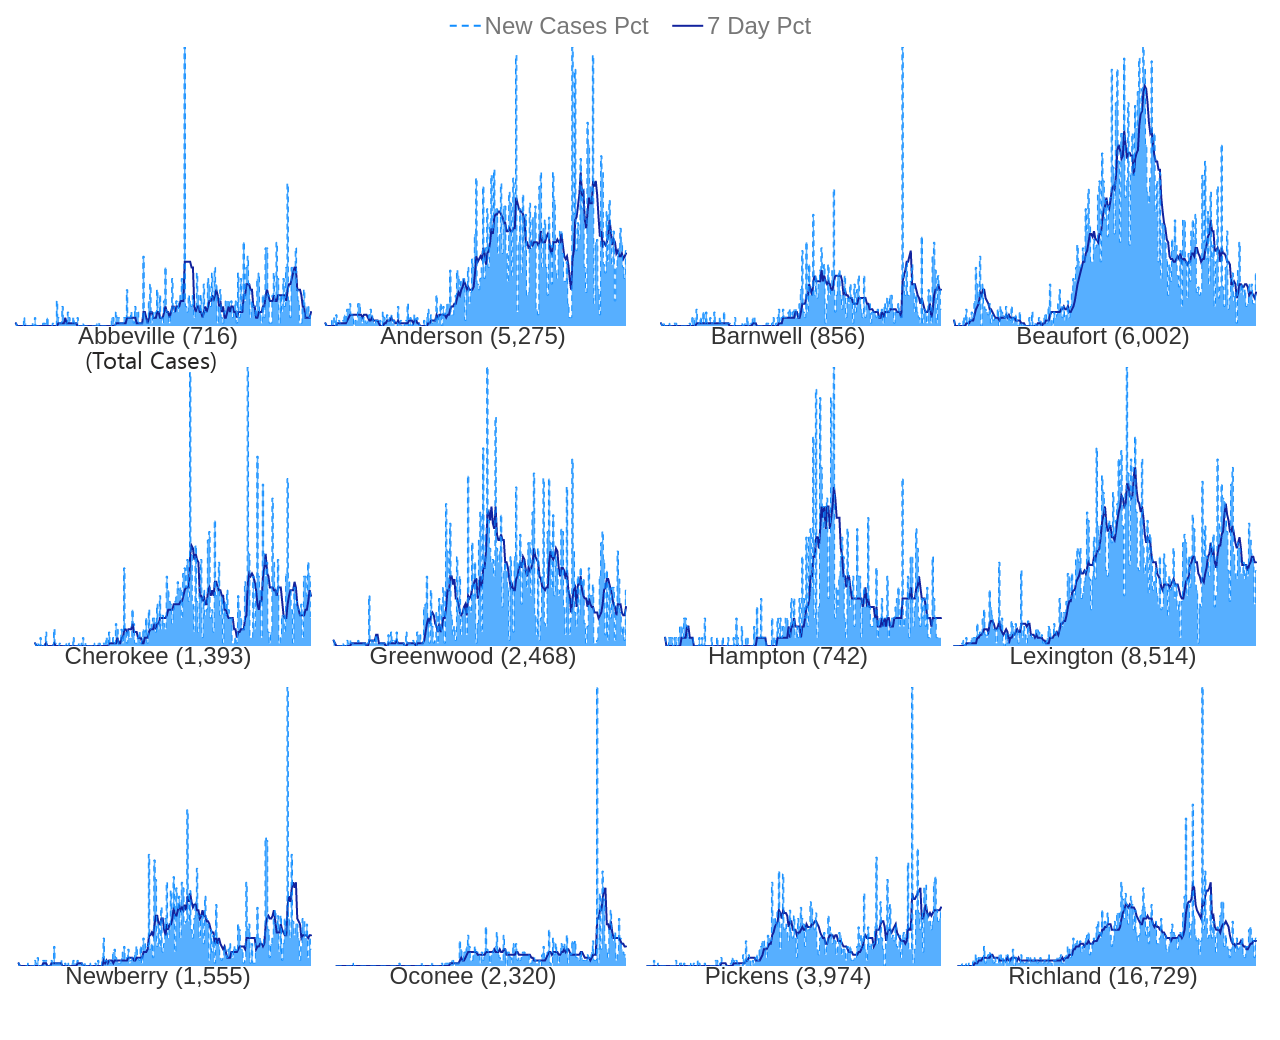 New Cases Pct 7 Day Pct
Abbeville (716) Anderson (5,275) Barnwell (856) Beaufort (6,002)
(Total Cases)
Cherokee (1,393) Greenwood (2,468) Hampton (742) Lexington (8,514)
Newberry (1,555) Oconee (2,320) Pickens (3,974) Richland (16,729)